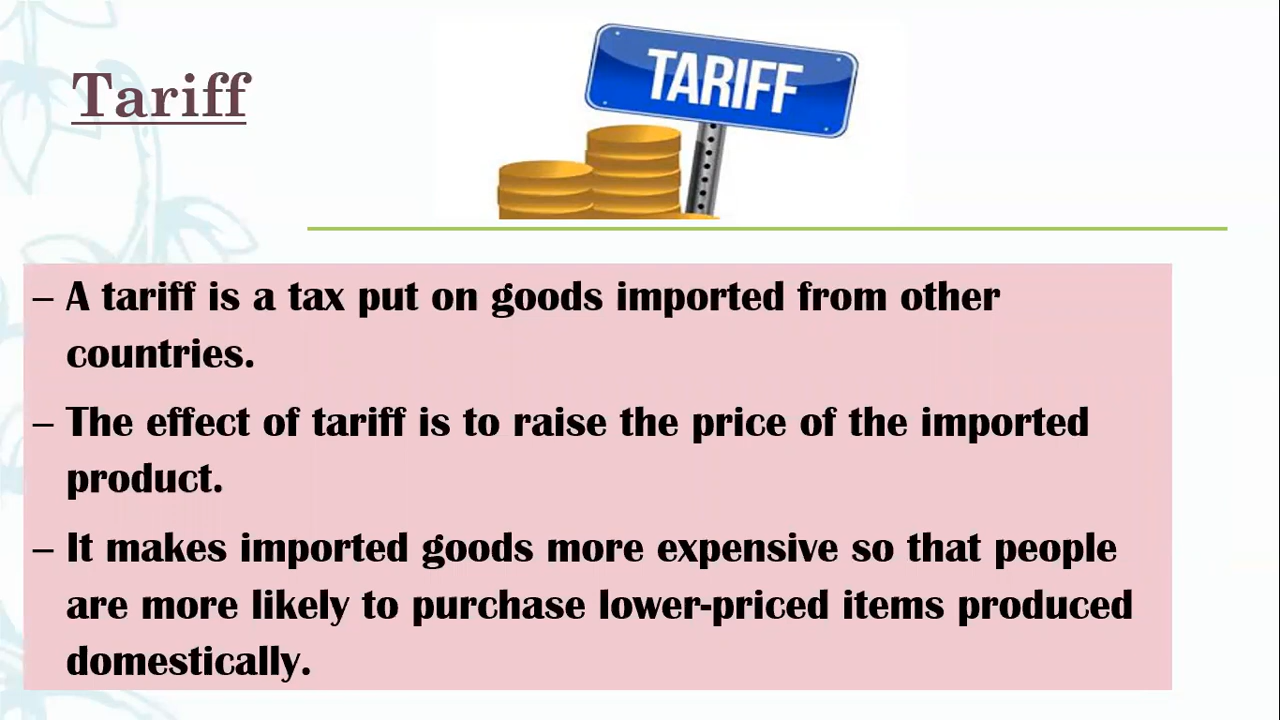 Tariff
TARIFF
– A tariff is a tax put on goods imported from other
countries.
– The effect of tariff is to raise the price of the imported
product.
– It makes imported goods more expensive so that people
are more likely to purchase lower-priced items produced
domestically.